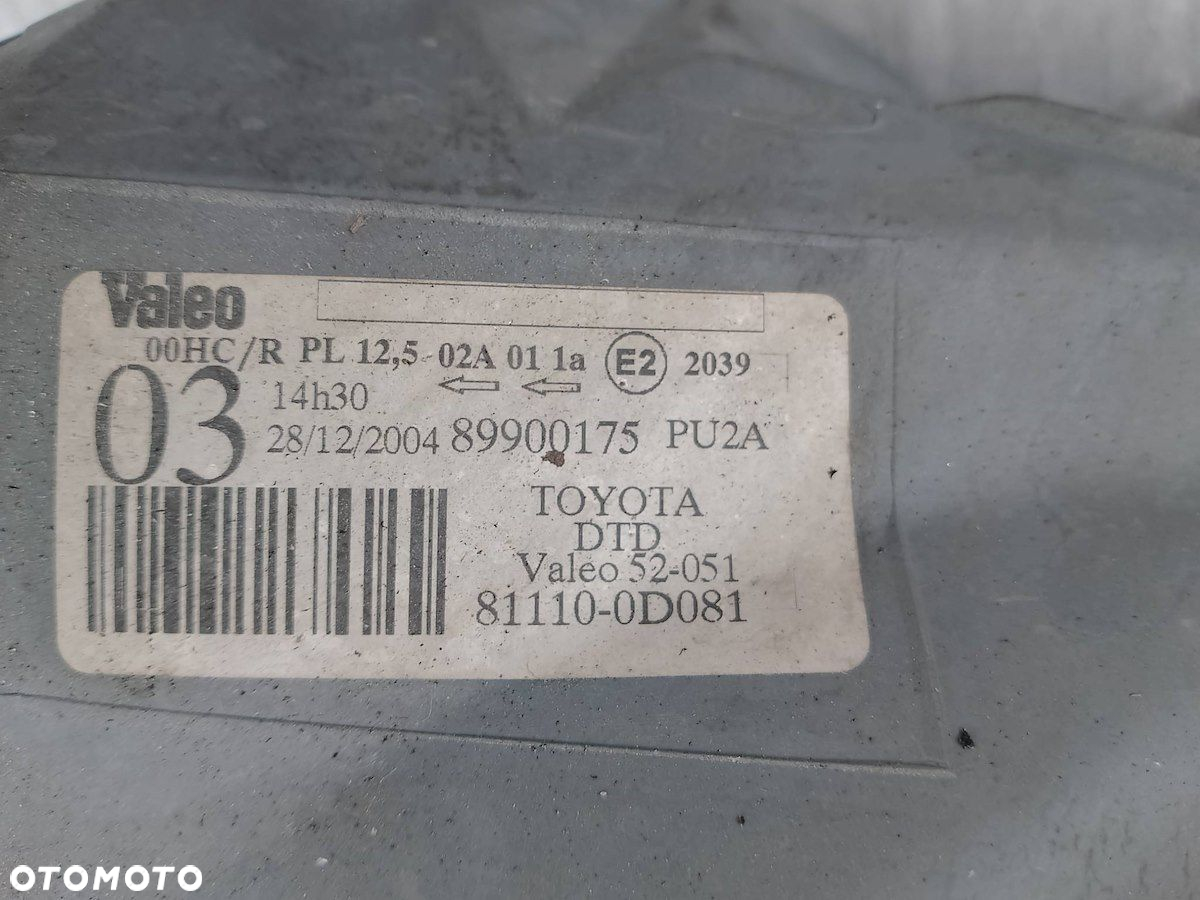 Valeo
00HC/R PL 12,5 02A 01 1a E2 2039
03 14h30
28/12/2004 89900175 PU2A
TOYOTA
DTD
Valeo 52-051
81110-0D081
OTOMOTO